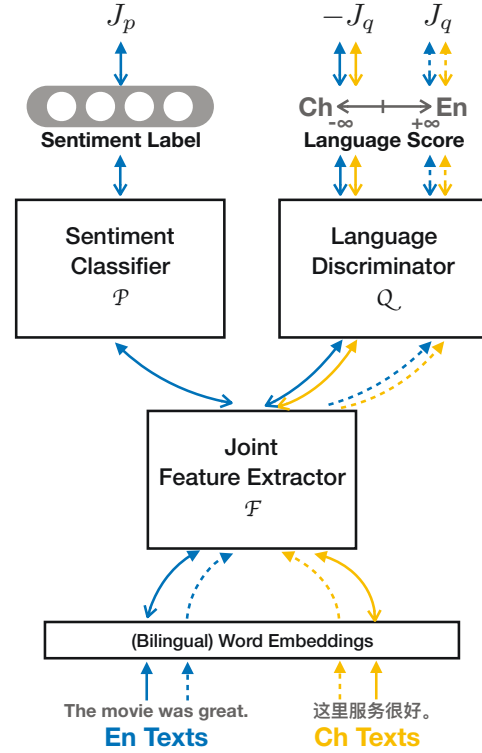 J_p
−J_q J_q
Ch En
-∞ +∞
Sentiment Label Language Score
Sentiment
Classifier
𝒫
Language
Discriminator
𝒬
Joint
Feature Extractor
ℱ
(Bilingual) Word Embeddings
The movie was great. 这里服务很好。
En Texts Ch Texts